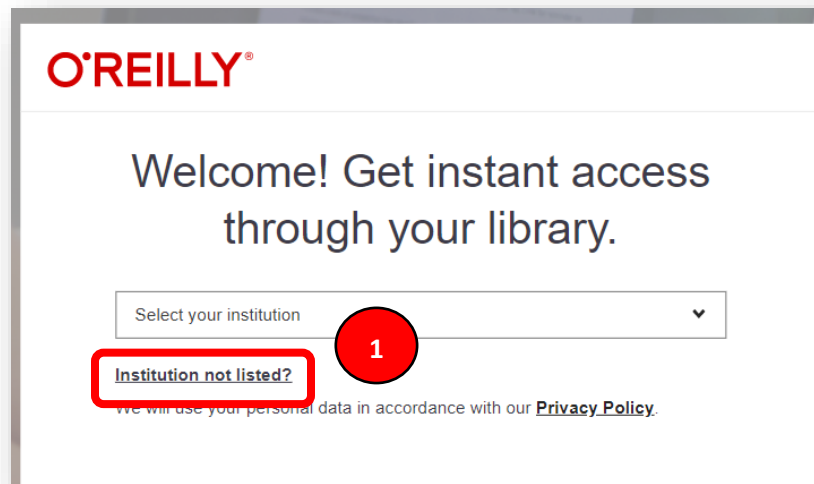 O'REILLY®
Welcome! Get instant access
through your library.
Select your institution
1
Institution not listed?
We will use your personal data in accordance with our Privacy Policy.